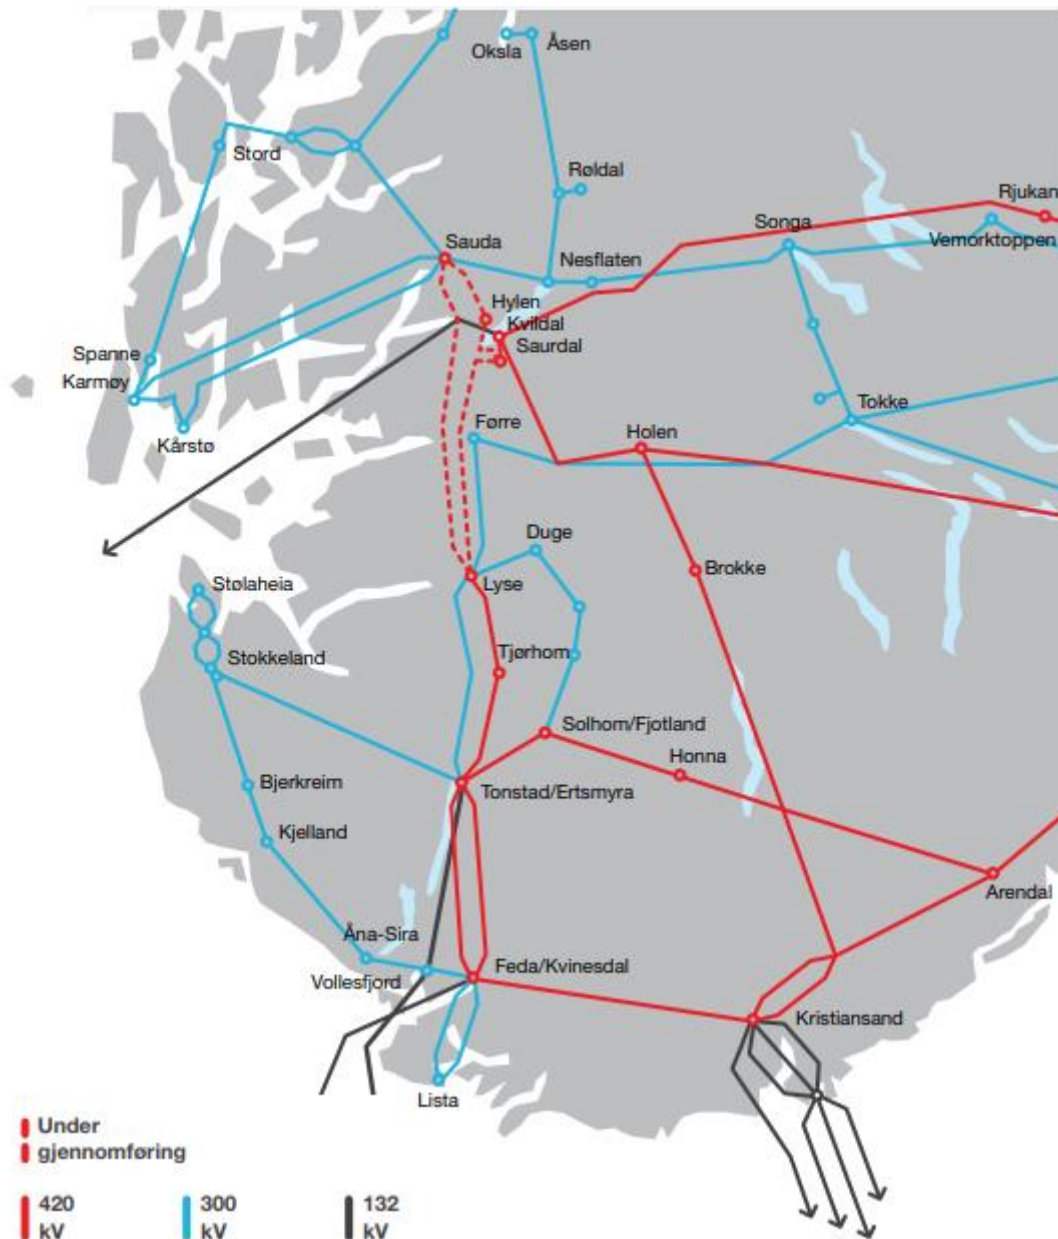 Oksla
Åsen
Stord
Røldal
Rjukan
Songa
Vemorktoppen
Sauda
Nesflaten
Hylen
Kvildal
Saurdal
Spanne
Karmøy
Kårstø
Førre
Holen
Tokke
Duge
Brokke
Stølaheia
Lyse
Stokkeland
Tjørhom
Solhom/Fjotland
Honna
Bjerkreim
Tonstad/Ertsmyra
Kjelland
Arendal
Åna-Sira
Vollesfjord
Feda/Kvinesdal
Kristiansand
Lista
Under
gjennomføring
420
kV
300
kV
132
kV